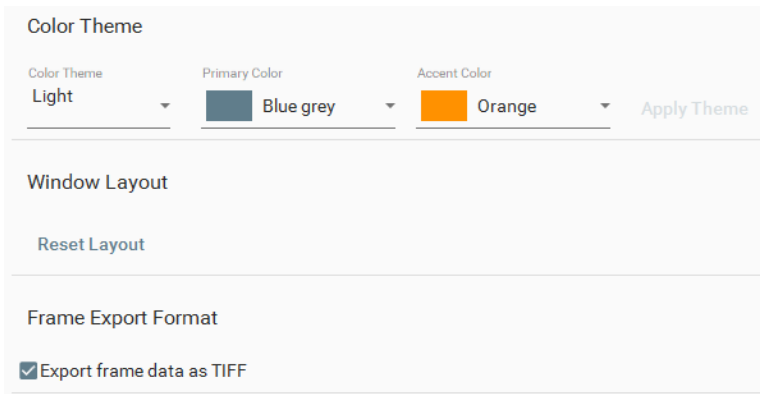 Color Theme
Color Theme Primary Color Accent Color
Light Blue grey Orange Apply Theme
Window Layout
Reset Layout
Frame Export Format
Export frame data as TIFF